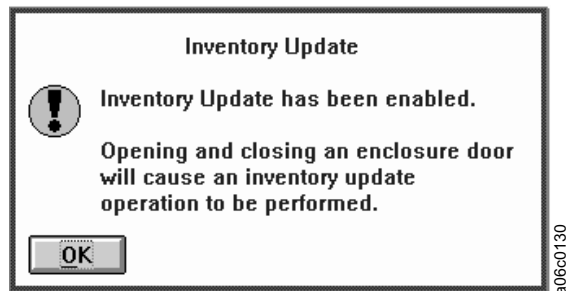 Inventory Update
Inventory Update has been enabled.
Opening and closing an enclosure door
will cause an inventory update
operation to be performed.
OK
a06c0130